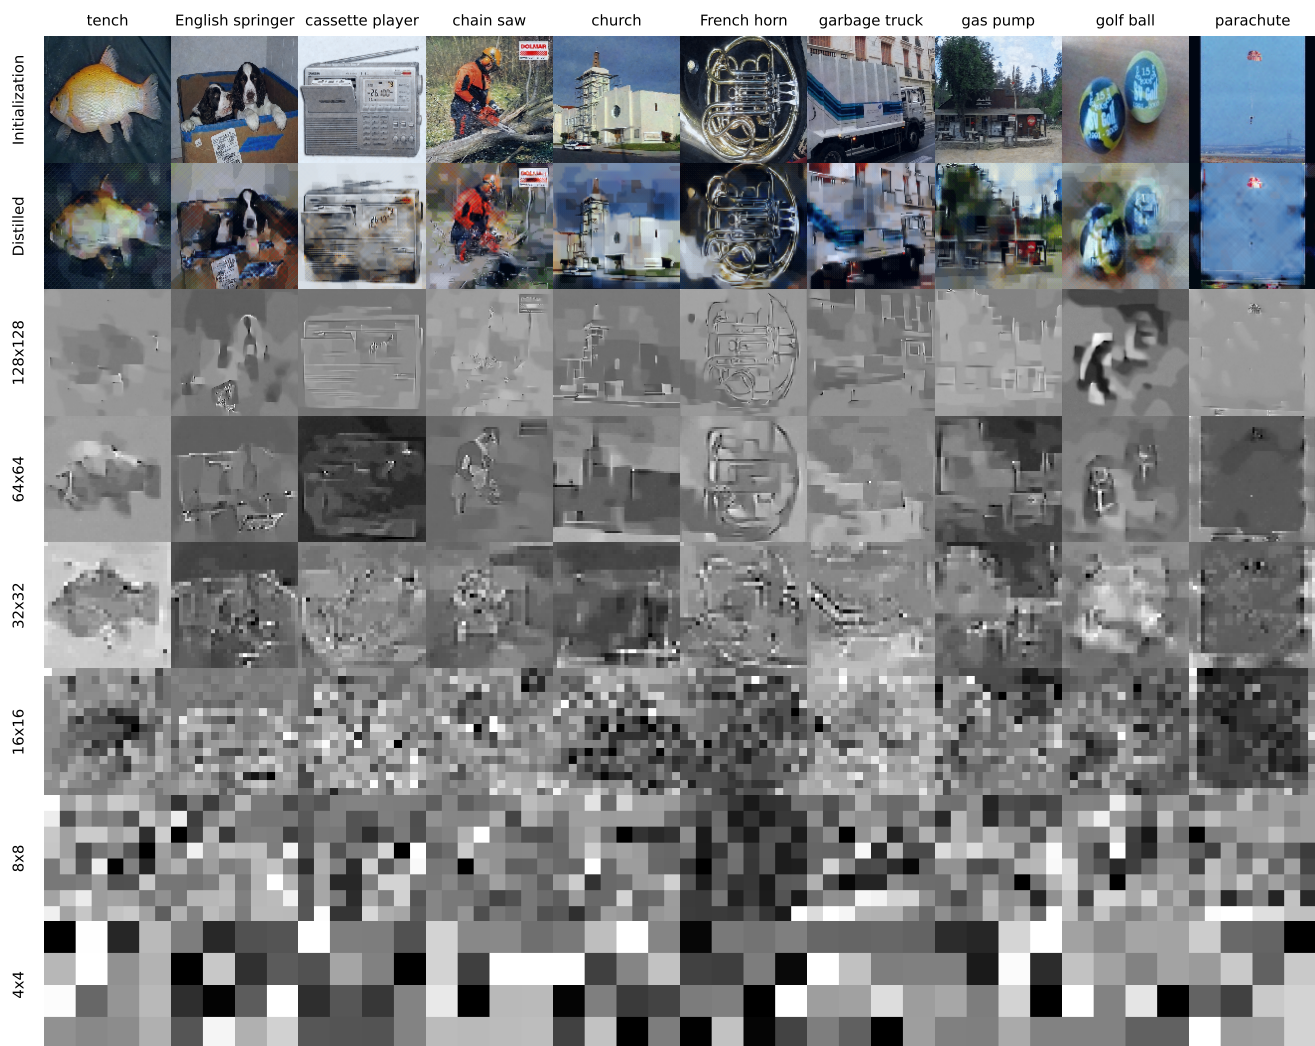 tench English springer cassette player chain saw church French horn garbage truck gas pump golf ball parachute
Initialization
DOLMAR
Distilled
128x128
64x64
32x32
16x16
8x8
4x4